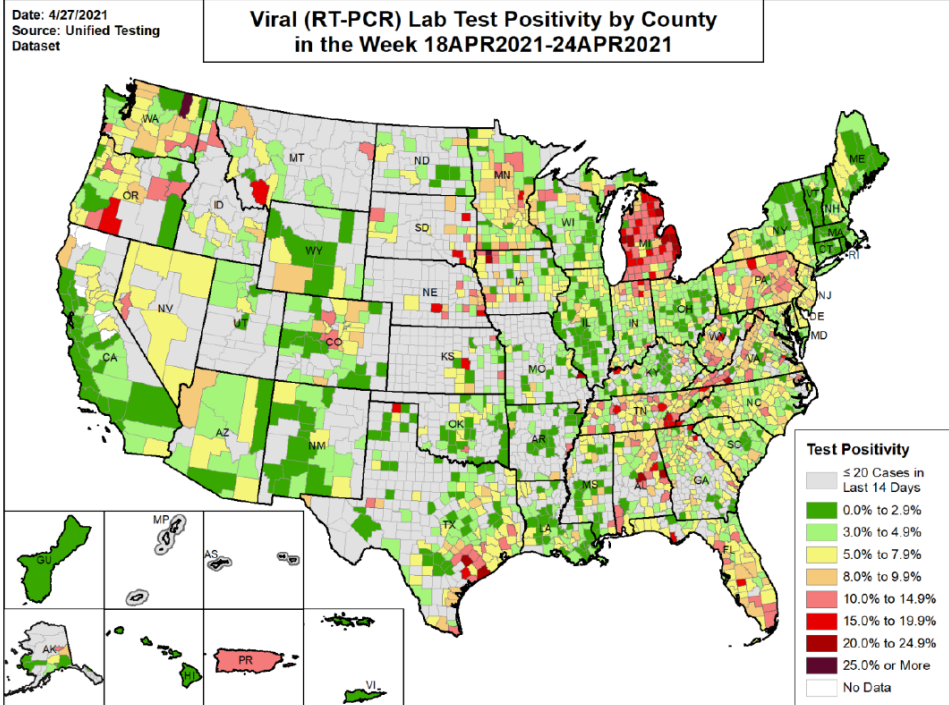 Date: 4/27/2021
Source: Unified Testing
Dataset
Viral (RT-PCR) Lab Test Positivity by County
in the Week 18APR2021-24APR2021
WA
MT
ND
MN
ME
OR
ID
SD
WI
MI
VT
NH
NY
MA
CT
RI
WY
IA
PA
NJ
NV
NE
UT
CO
IL
IN
OH
DE
MD
WV
VA
CA
KS
MO
KY
AZ
NM
OK
AR
TN
NC
SC
TX
LA
MS
AL
GA
FL
GU
MP
AS
AK
HI
PR
VI
Test Positivity
≤ 20 Cases in
Last 14 Days
0.0% to 2.9%
3.0% to 4.9%
5.0% to 7.9%
8.0% to 9.9%
10.0% to 14.9%
15.0% to 19.9%
20.0% to 24.9%
25.0% or More
No Data